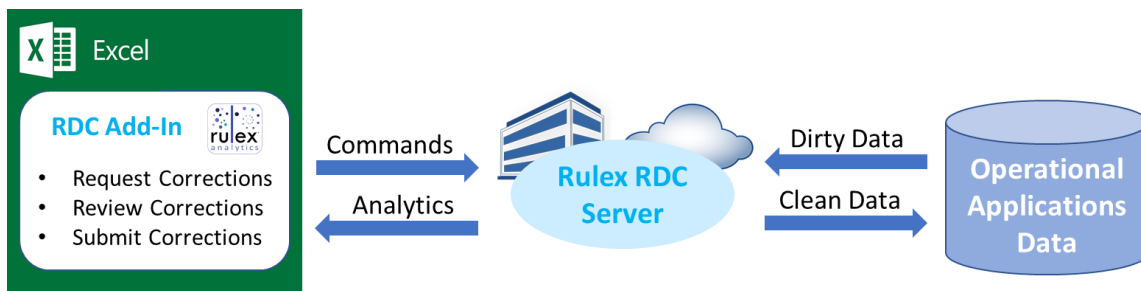 X
Excel
RDC Add-In
rulex
analytics
• Request Corrections
• Review Corrections
• Submit Corrections
Commands
Analytics
Rulex RDC
Server
Dirty Data
Clean Data
Operational
Applications
Data